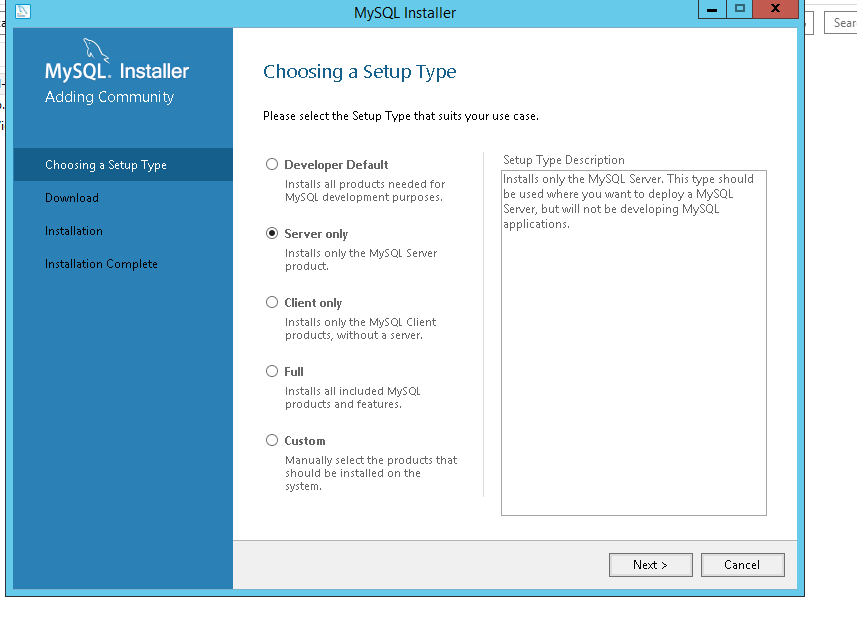 MySQL Installer
Sear
MySQL. Installer
Adding Community
Choosing a Setup Type
Download
Installation
Installation Complete
Choosing a Setup Type
Please select the Setup Type that suits your use case.
Developer Default
Installs all products needed for
MySQL development purposes.
Server only
Installs only the MySQL Server
product.
Client only
Installs only the MySQL Client
products, without a server.
Full
Installs all included MySQL
products and features.
Custom
Manually select the products that
should be installed on the
system.
Setup Type Description
Installs only the MySQL Server. This type should
be used where you want to deploy a MySQL
Server, but will not be developing MySQL
applications.
Next >
Cancel